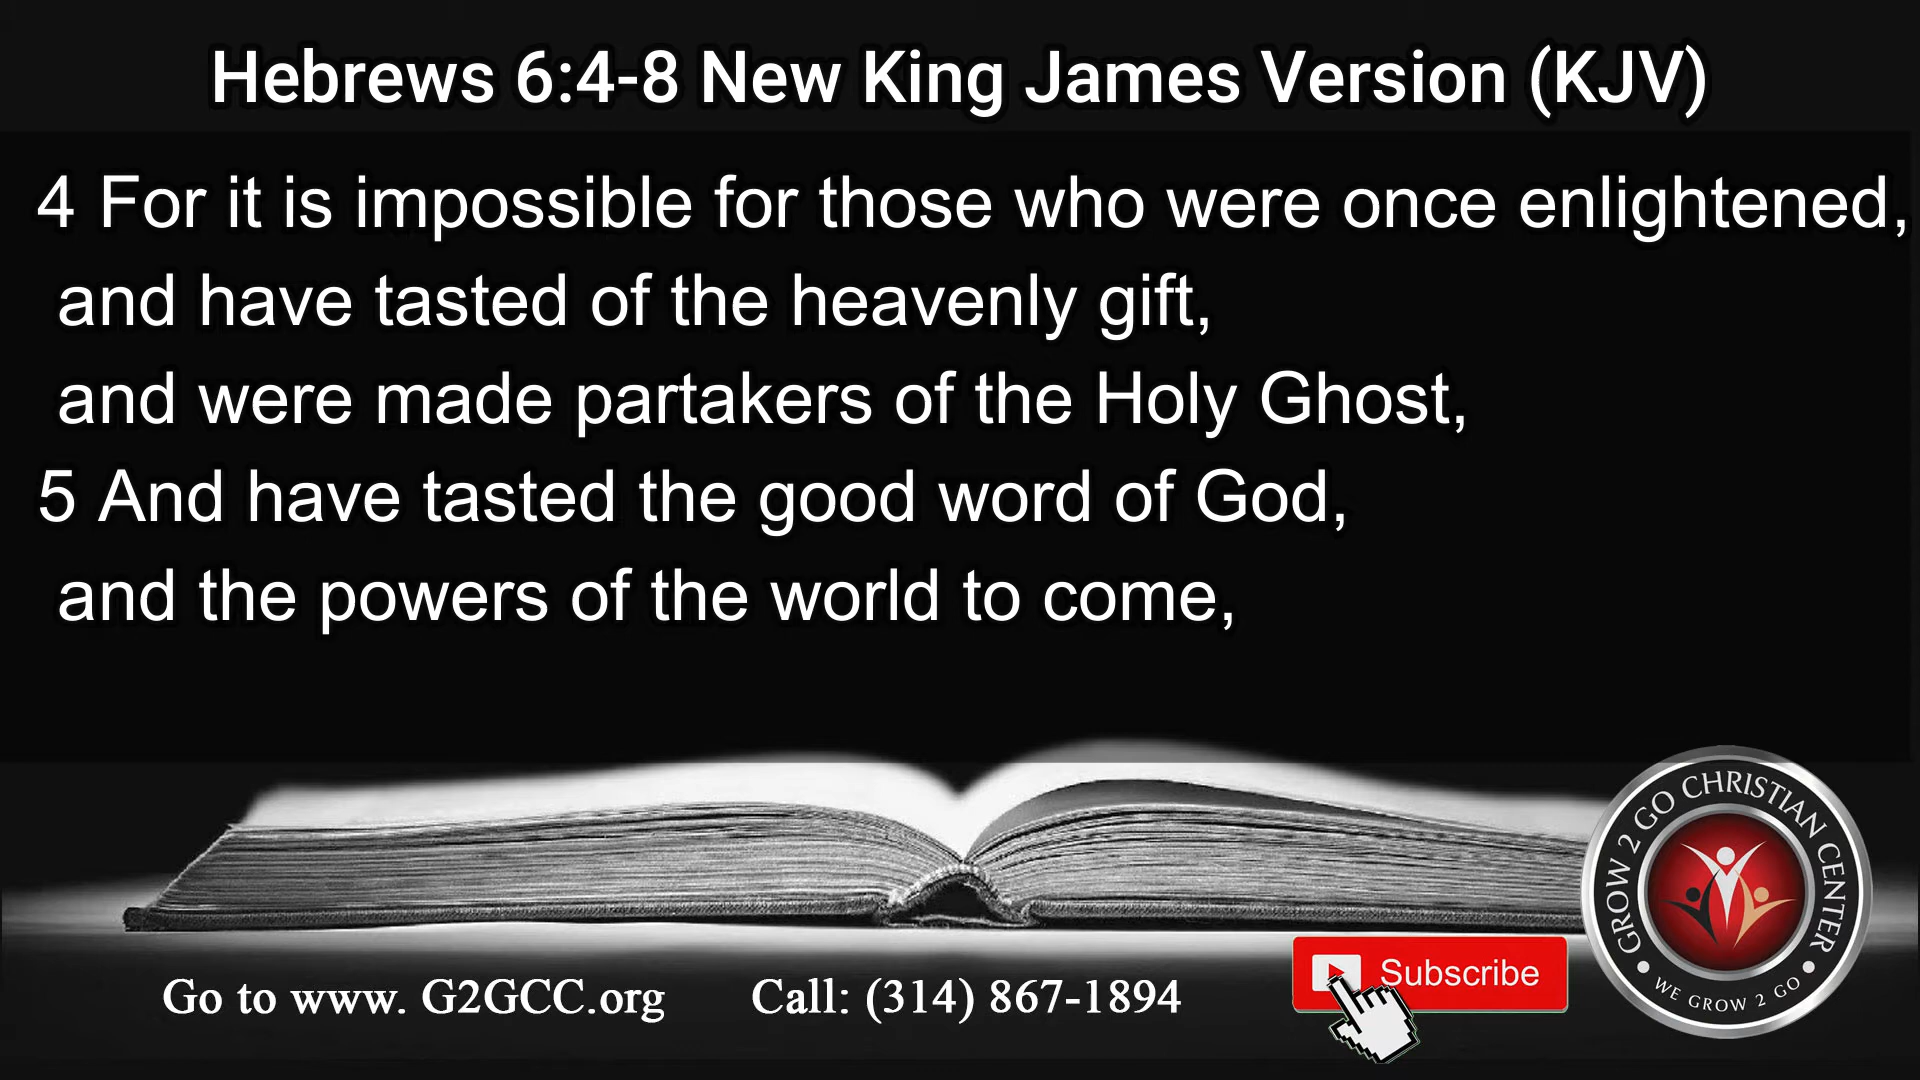 Hebrews 6:4-8 New King James Version (KJV)
4 For it is impossible for those who were once enlightened,
and have tasted of the heavenly gift,
and were made partakers of the Holy Ghost,
5 And have tasted the good word of God,
and the powers of the world to come,
GROW 2 GO CHRISTIAN CENTER
WE GROW 2 GO
Go to www. G2GCC.org
Call: (314) 867-1894
Subscribe